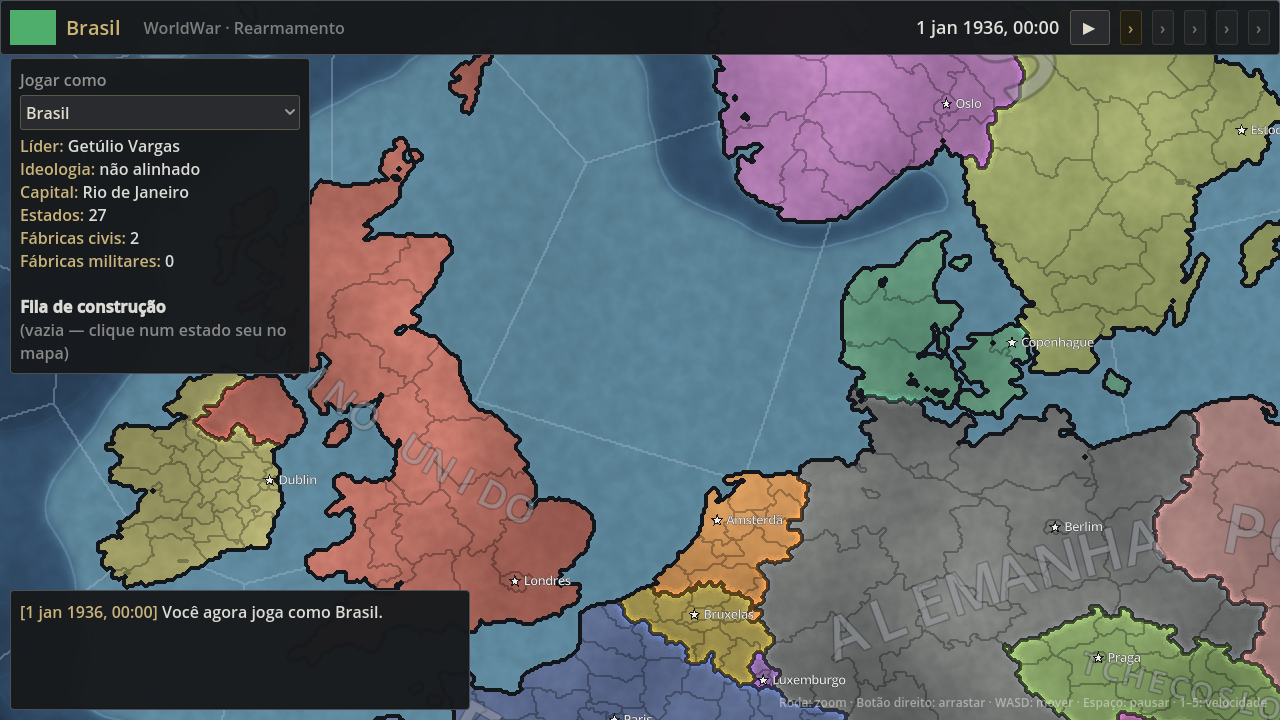 Brasil
WorldWar · Rearmamento
1 jan 1936, 00:00
Jogar como
Brasil
Líder: Getúlio Vargas
Ideologia: não alinhado
Capital: Rio de Janeiro
Estados: 27
Fábricas civis: 2
Fábricas militares: 0
Fila de construção
(vazia — clique num estado seu no
mapa)
Oslo
Copenhague
Dublin
UNIDO
Amsterdã
Berlim
Londres
Bruxelas
ALEMANHA
Praga
Luxemburgo
Paris
[1 jan 1936, 00:00] Você agora joga como Brasil.
Roda: zoom · Botão direito: arrastar · WASD: mover · Espaço: pausar · 1–5: velocidade